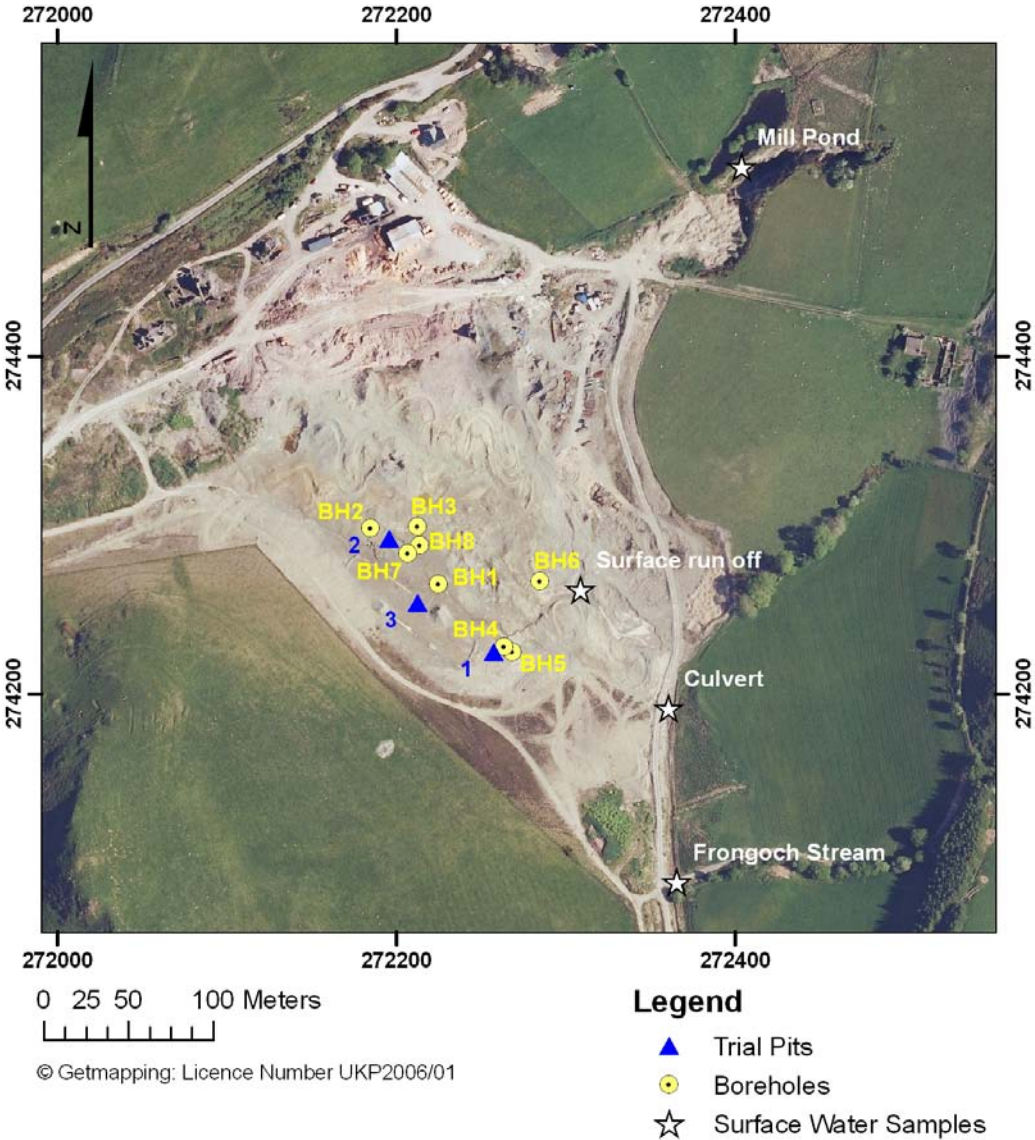 272000 272200 272400
Mill Pond
N
274400 274400
BH2 BH3
2 BH8
BH7 BH1 BH6 Surface run off
3
BH4
1 BH5
Culvert
274200 274200
Frongoch Stream
272000 272200 272400
0 25 50 100 Meters
© Getmapping: Licence Number UKP2006/01
Legend
Trial Pits
Boreholes
Surface Water Samples